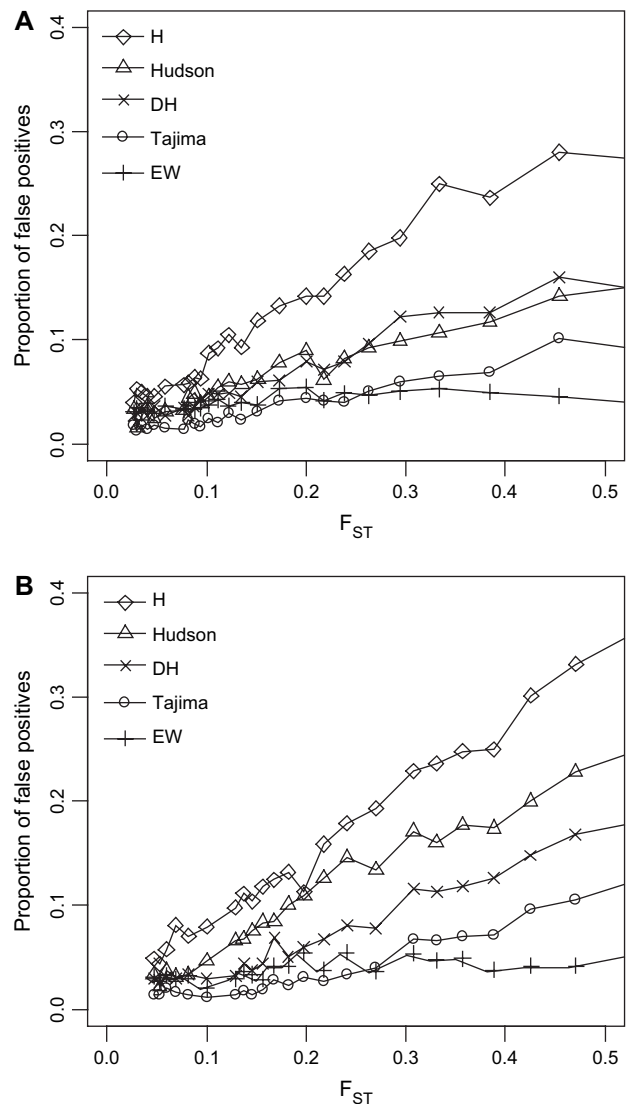 A
H
Hudson
DH
Tajima
EW
Proportion of false positives
0.0
0.1
0.2
0.3
0.4
0.0 0.1 0.2 0.3 0.4 0.5
FST
B
H
Hudson
DH
Tajima
EW
Proportion of false positives
0.0
0.1
0.2
0.3
0.4
0.0 0.1 0.2 0.3 0.4 0.5
FST